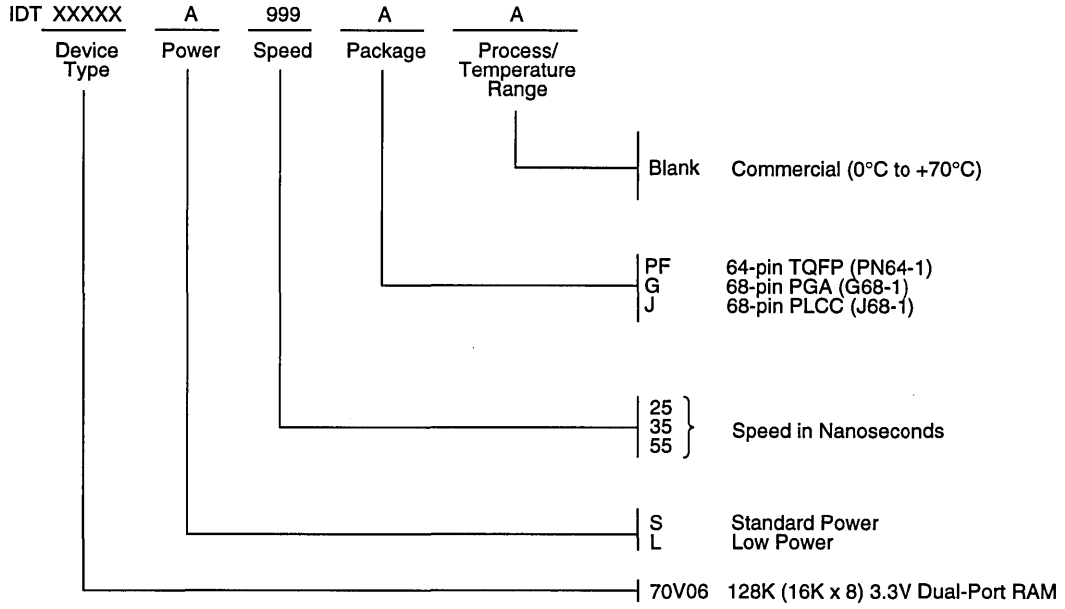 IDT XXXXX A 999 A A
Device Type
Power
Speed
Package
Process/
Temperature
Range
Blank Commercial (0°C to +70°C)
PF 64-pin TQFP (PN64-1)
G 68-pin PGA (G68-1)
J 68-pin PLCC (J68-1)
25
35
55
Speed in Nanoseconds
S Standard Power
L Low Power
70V06 128K (16K x 8) 3.3V Dual-Port RAM